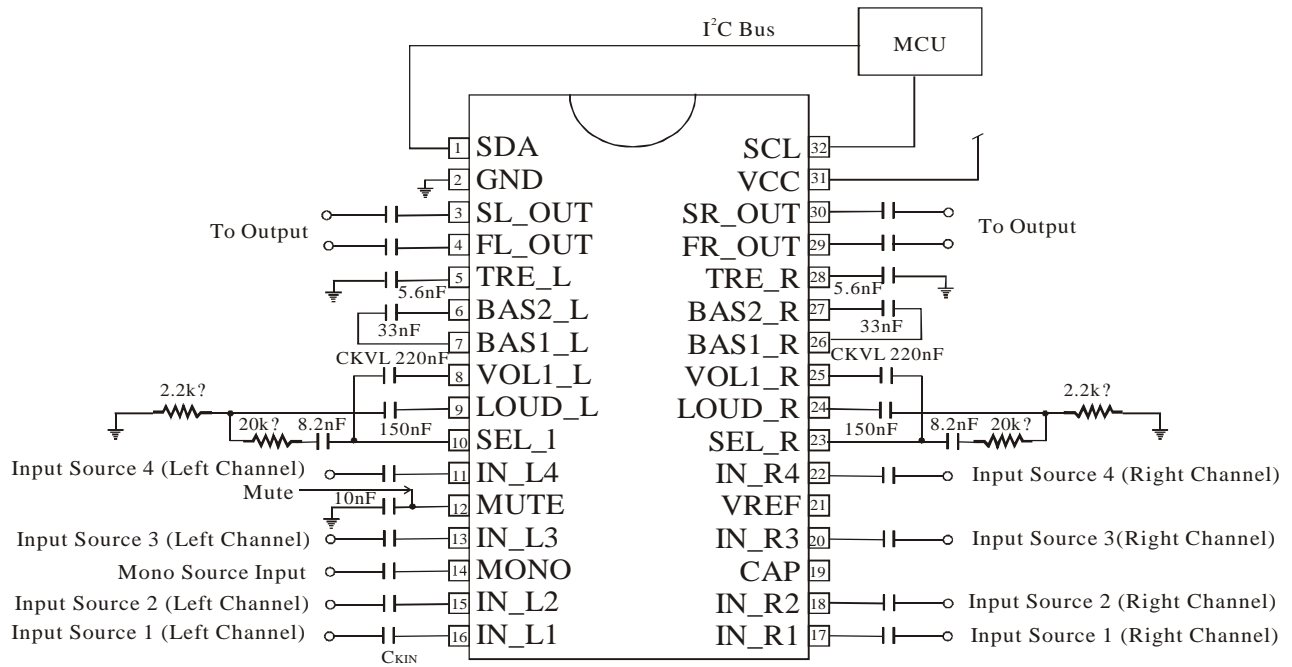 I²C Bus
MCU
1 SDA SCL 32
2 GND VCC 31
3 SL_OUT SR_OUT 30
To Output To Output
4 FL_OUT FR_OUT 29
5 TRE_L TRE_R 28
5.6nF 5.6nF
6 BAS2_L BAS2_R 27
33nF 33nF
7 BAS1_L BAS1_R 26
CKVL 220nF CKVL 220nF
8 VOL1_L VOL1_R 25
2.2k? 2.2k?
9 LOUD_L LOUD_R 24
20k? 8.2nF 150nF 150nF 8.2nF 20k?
10 SEL_1 SEL_R 23
Input Source 4 (Left Channel) 11 IN_L4 IN_R4 22 Input Source 4 (Right Channel)
Mute
10nF
12 MUTE VREF 21
Input Source 3 (Left Channel) 13 IN_L3 IN_R3 20 Input Source 3(Right Channel)
Mono Source Input 14 MONO CAP 19
Input Source 2 (Left Channel) 15 IN_L2 IN_R2 18 Input Source 2 (Right Channel)
Input Source 1 (Left Channel) 16 IN_L1 IN_R1 17 Input Source 1 (Right Channel)
CKIN